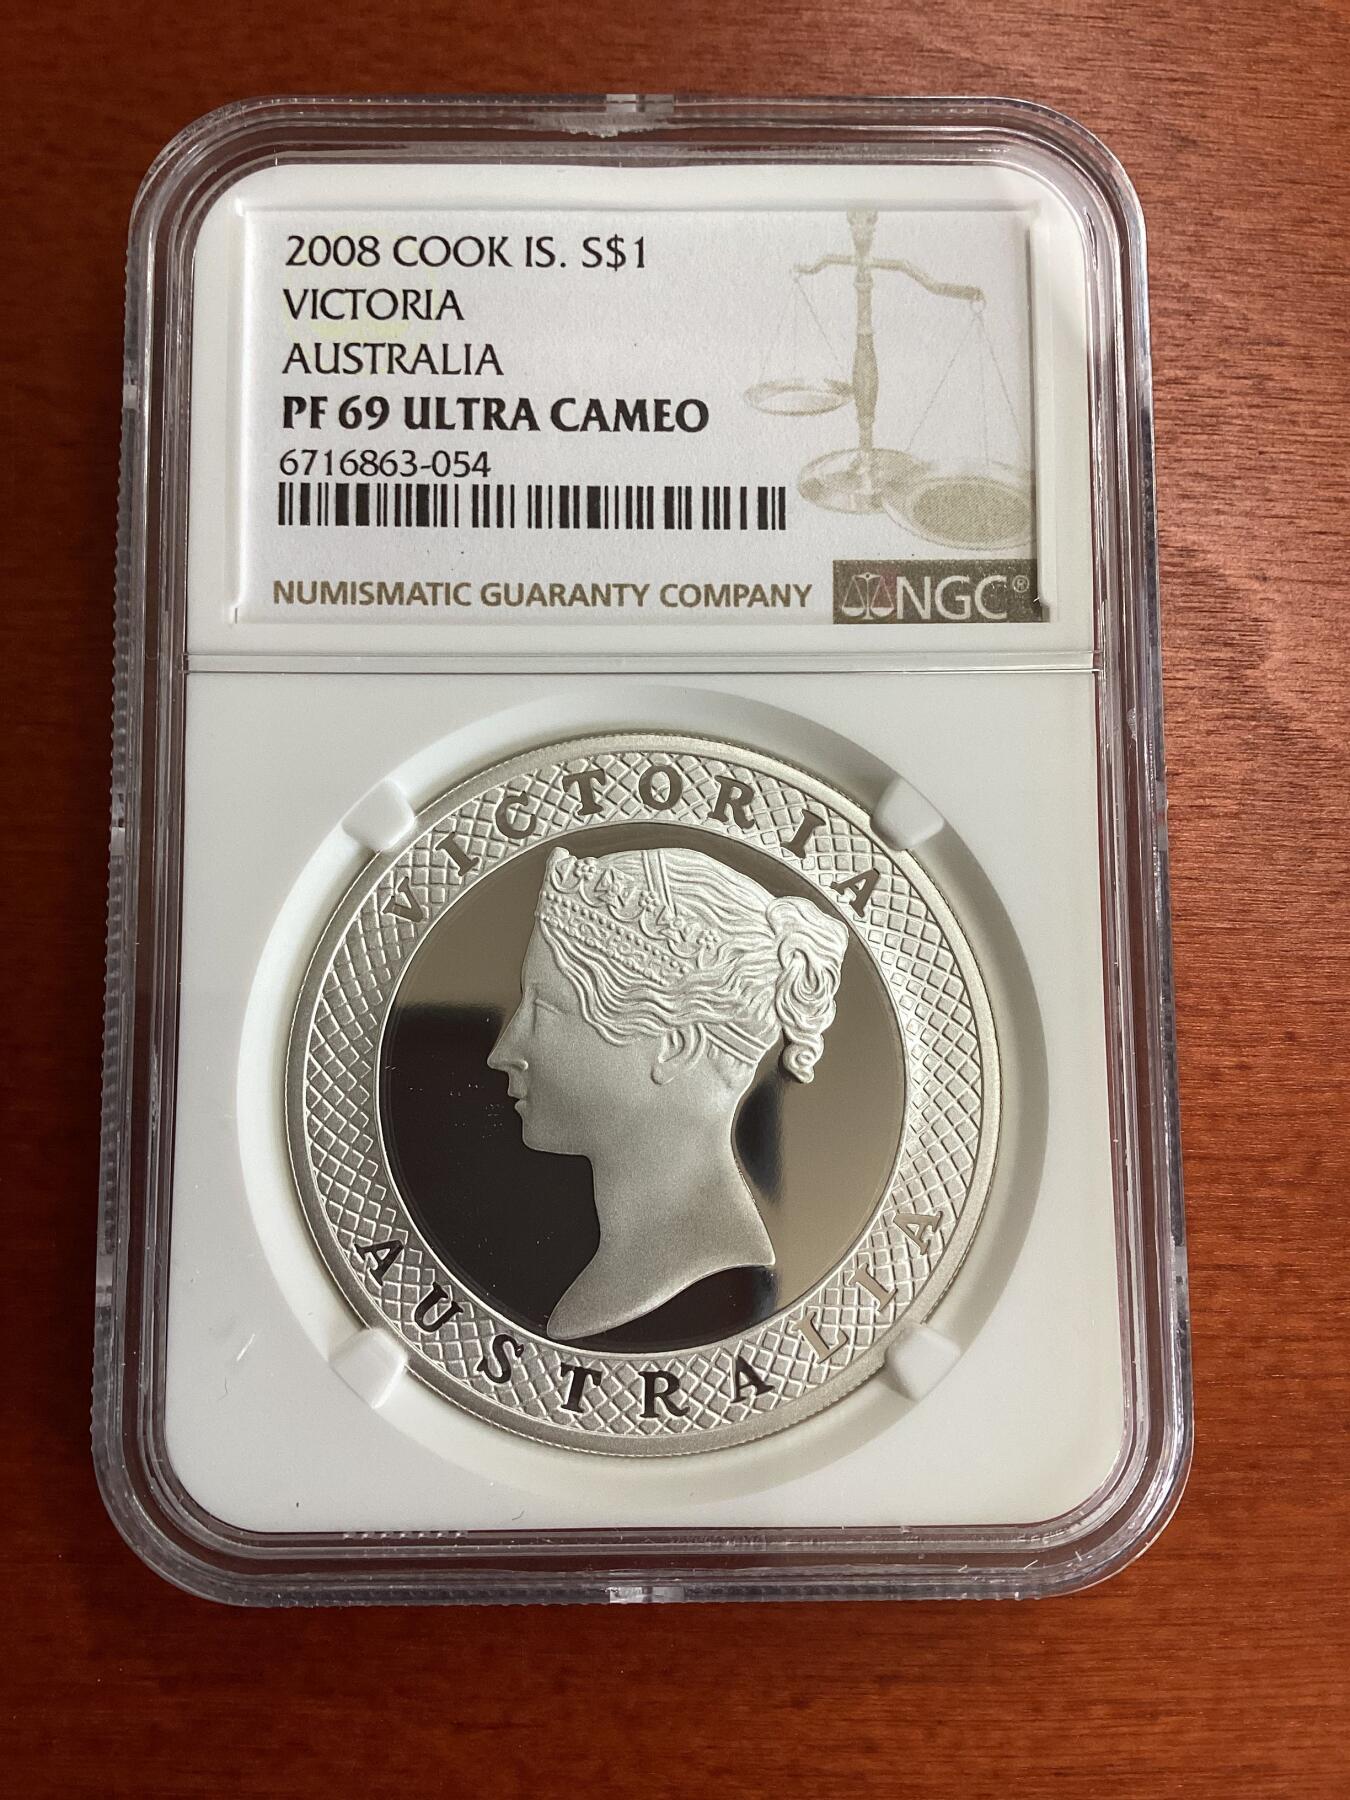 2008 COOK IS. S$1
VICTORIA
AUSTRALIA
PF 69 ULTRA CAMEO
6716863-054
NUMISMATIC GUARANTY COMPANY
NGC®
VICTORIA
AUSTRALIA